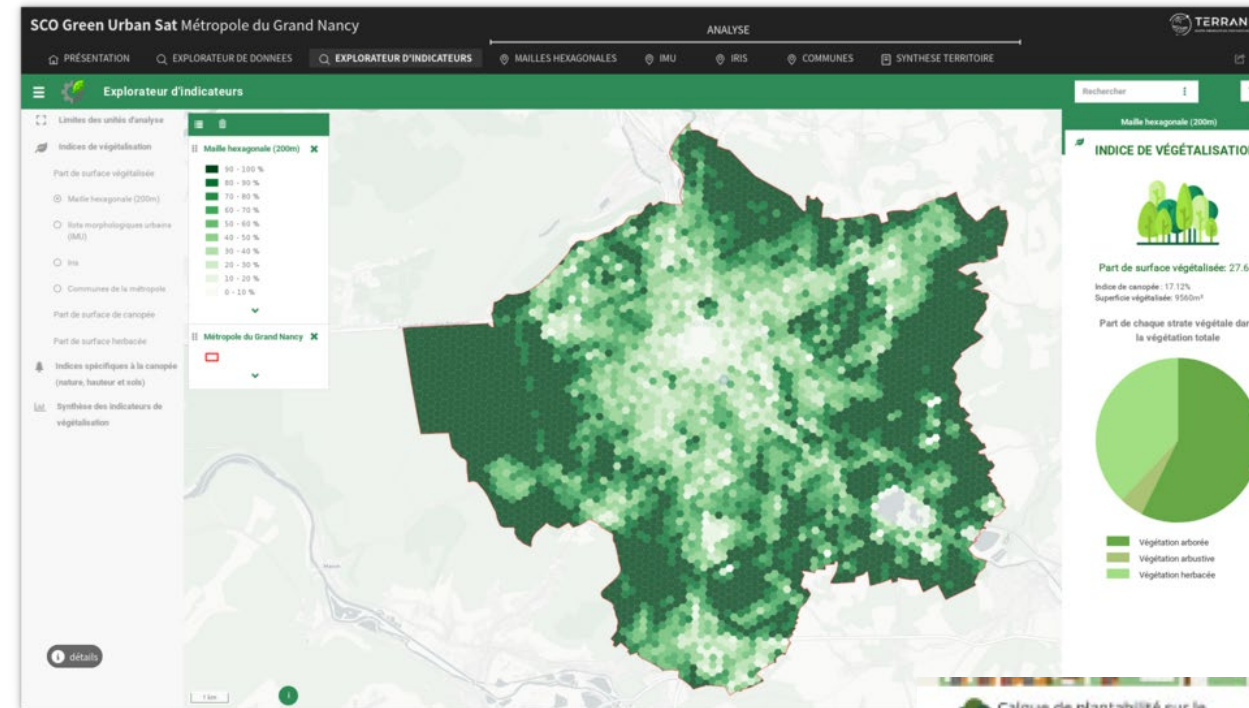 SCO Green Urban Sat Métropole du Grand Nancy
ANALYSE
TERRAN
PRÉSENTATION
EXPLORATEUR DE DONNEES
EXPLORATEUR D'INDICATEURS
MAILLES HEXAGONALES
IMU
IRIS
COMMUNES
SYNTHESE TERRITOIRE
Explorateur d'indicateurs
Rechercher
Limites des unités d'analyse
Indices de végétalisation
Part de surface végétalisée
Maille hexagonale (200m)
Ilots morphologiques urbains
(IMU)
Iris
Communes de la métropole
Part de surface de canopée
Part de surface herbacée
Indices spécifiques à la canopée
(nature, hauteur et sols)
Synthèse des indicateurs de
végétalisation
détails
Maille hexagonale (200m)
90 - 100 %
80 - 90 %
70 - 80 %
60 - 70 %
50 - 60 %
40 - 50 %
30 - 40 %
20 - 30 %
10 - 20 %
0 - 10 %
Métropole du Grand Nancy
1 km
Maille hexagonale (200m)
INDICE DE VÉGÉTALISATION
Part de surface végétalisée: 27.6
Indice de canopée : 17.12%
Superficie végétalisée: 9560m²
Part de chaque strate végétale dan
la végétation totale
Végétation arborée
Végétation arbustive
Végétation herbacée
Calque de plantabilité sur le